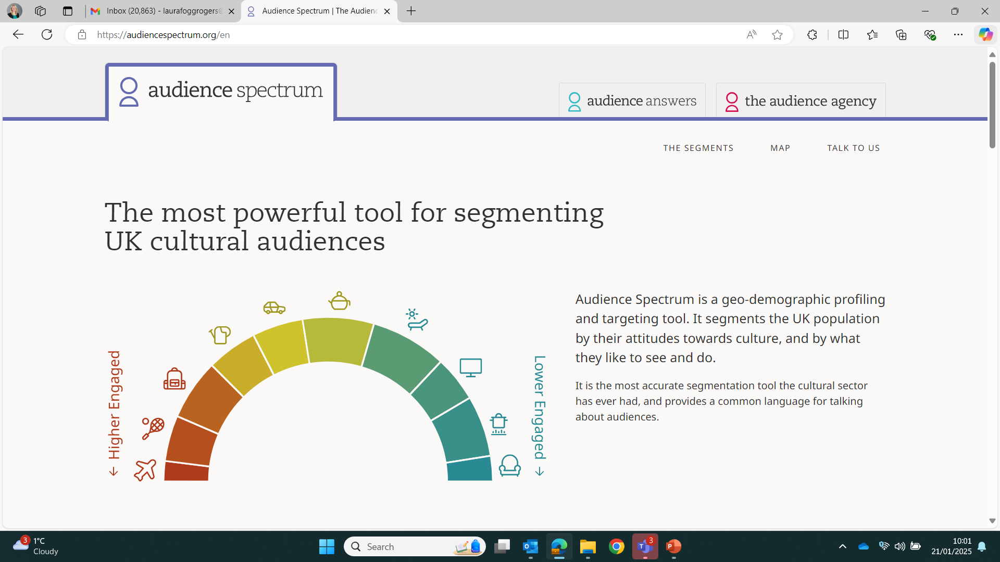 Inbox (20,863) - laurafoggrogers@
Audience Spectrum | The Audienc
https://audiencespectrum.org/en
audience spectrum
audience answers
the audience agency
THE SEGMENTS
MAP
TALK TO US
The most powerful tool for segmenting
UK cultural audiences
Higher Engaged
Lower Engaged
Audience Spectrum is a geo-demographic profiling
and targeting tool. It segments the UK population
by their attitudes towards culture, and by what
they like to see and do.
It is the most accurate segmentation tool the cultural sector
has ever had, and provides a common language for talking
about audiences.
3
1°C
Cloudy
Search
3
10:01
21/01/2025